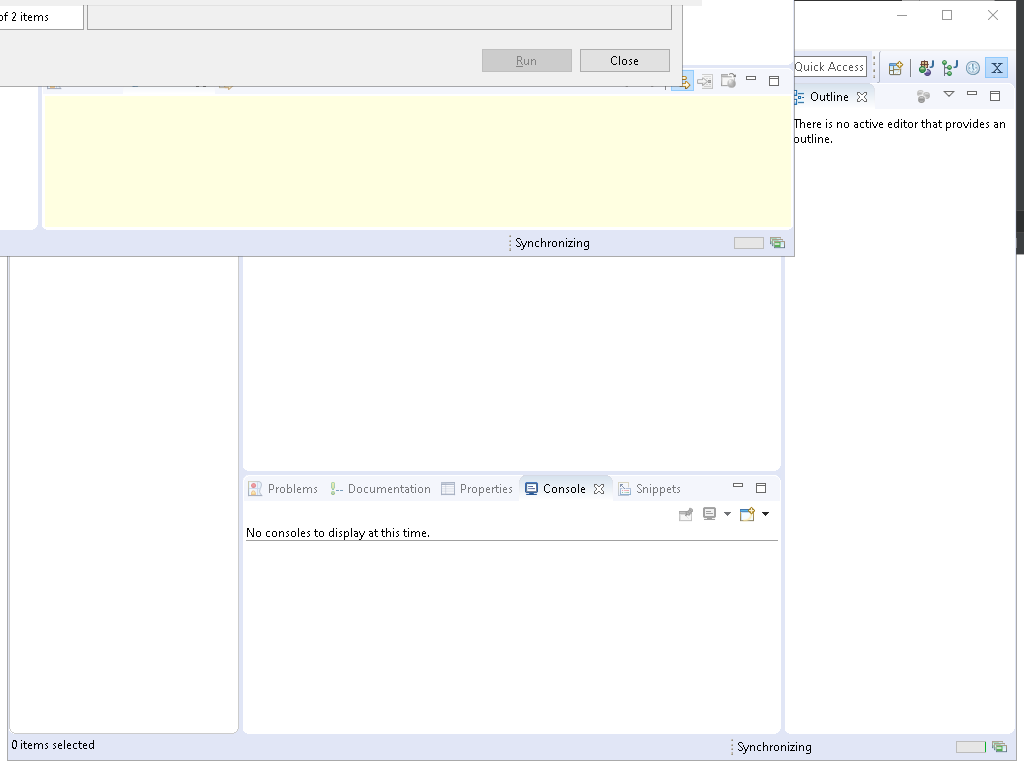 of 2 items
Run
Close
Quick Access
X
Outline
There is no active editor that provides an
outline.
Synchronizing
Problems
Documentation
Properties
Console
Snippets
No consoles to display at this time.
0 items selected
Synchronizing